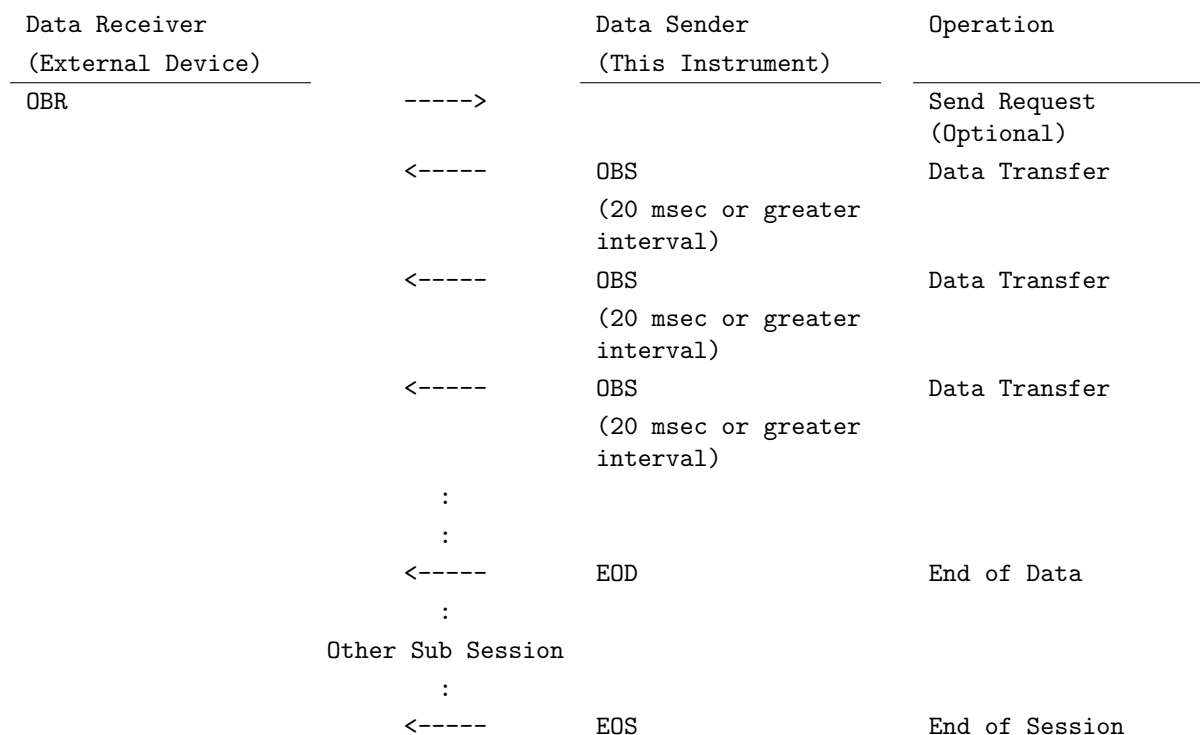 Data Receiver Data Sender Operation
(External Device) (This Instrument)
OBR -----> Send Request
(Optional)
<----- OBS Data Transfer
(20 msec or greater
interval)
<----- OBS Data Transfer
(20 msec or greater
interval)
<----- OBS Data Transfer
(20 msec or greater
interval)
:
:
<----- EOD End of Data
:
Other Sub Session
:
<----- EOS End of Session